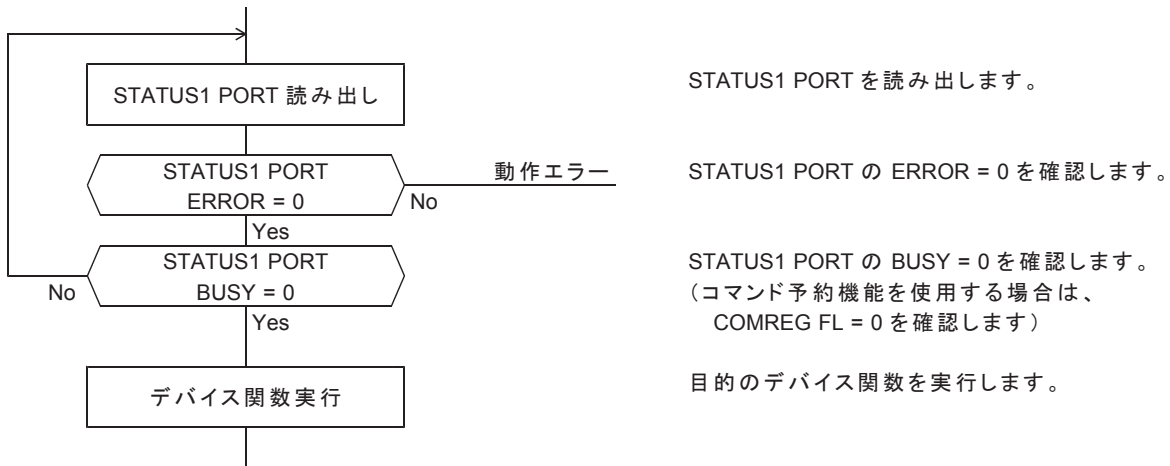 STATUS1 PORT 読み出し
STATUS1 PORT を読み出します。
STATUS1 PORT
ERROR = 0
動作エラー
No
Yes
STATUS1 PORT の ERROR = 0 を確認します。
STATUS1 PORT
BUSY = 0
No
Yes
STATUS1 PORT の BUSY = 0 を確認します。
（コマンド予約機能を使用する場合は、
COMREG FL = 0 を確認します）
デバイス関数実行
目的のデバイス関数を実行します。